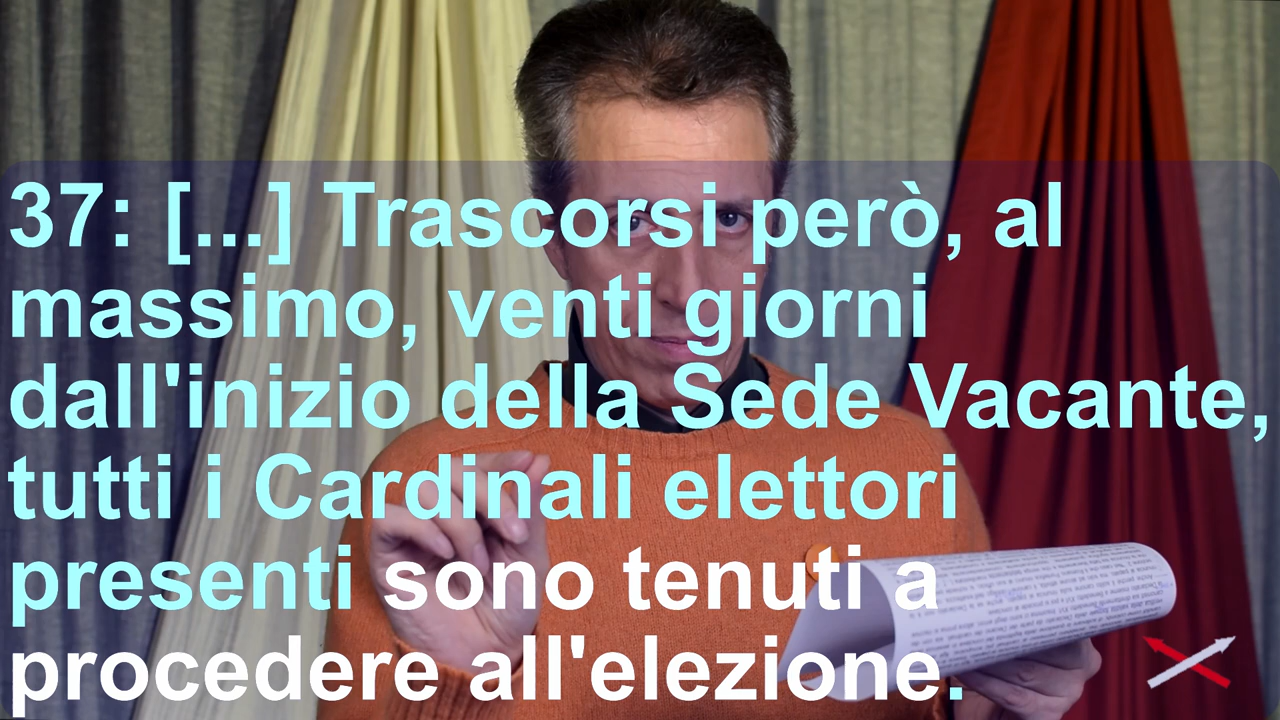 37: [...] Trascorsi però, al
massimo, venti giorni
dall'inizio della Sede Vacante,
tutti i Cardinali elettori
presenti sono tenuti a
procedere all'elezione.